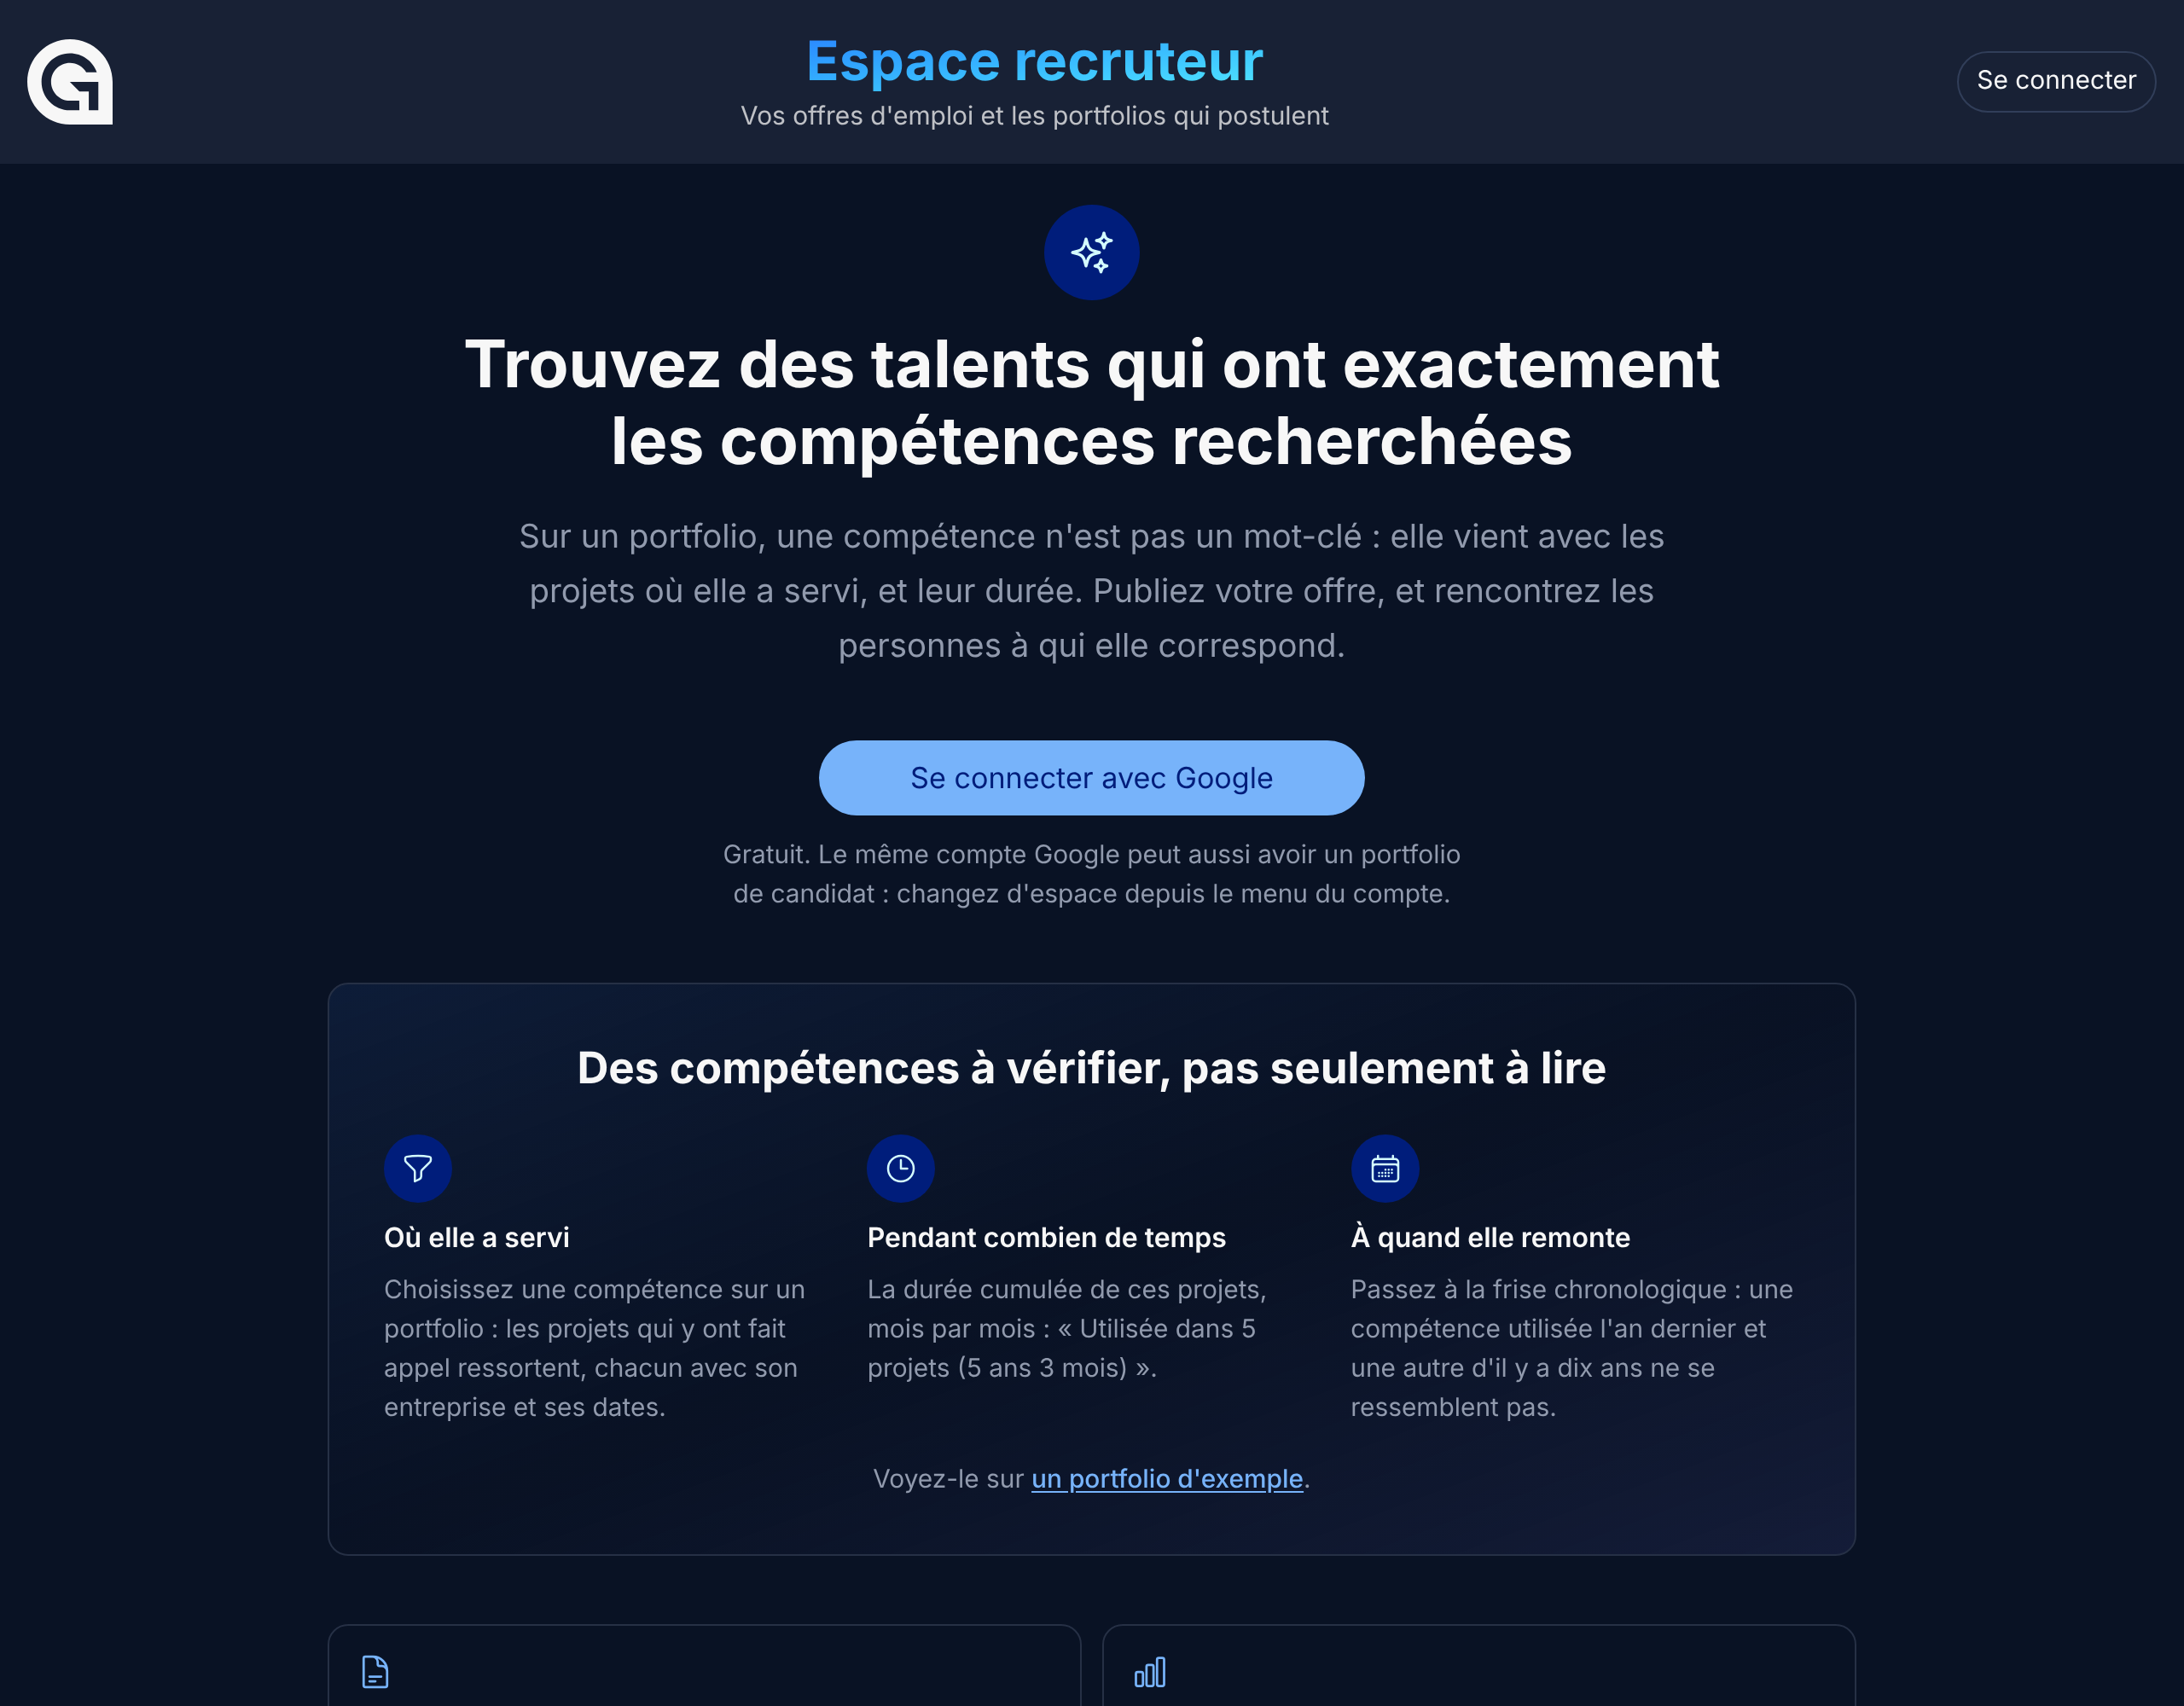 Espace recruteur
Vos offres d'emploi et les portfolios qui postulent
Se connecter
Trouvez des talents qui ont exactement
les compétences recherchées
Sur un portfolio, une compétence n'est pas un mot-clé : elle vient avec les
projets où elle a servi, et leur durée. Publiez votre offre, et rencontrez les
personnes à qui elle correspond.
Se connecter avec Google
Gratuit. Le même compte Google peut aussi avoir un portfolio
de candidat : changez d'espace depuis le menu du compte.
Des compétences à vérifier, pas seulement à lire
Où elle a servi
Choisissez une compétence sur un
portfolio : les projets qui y ont fait
appel ressortent, chacun avec son
entreprise et ses dates.
Pendant combien de temps
La durée cumulée de ces projets,
mois par mois : « Utilisée dans 5
projets (5 ans 3 mois) ».
À quand elle remonte
Passez à la frise chronologique : une
compétence utilisée l'an dernier et
une autre d'il y a dix ans ne se
ressemblent pas.
Voyez-le sur un portfolio d'exemple.